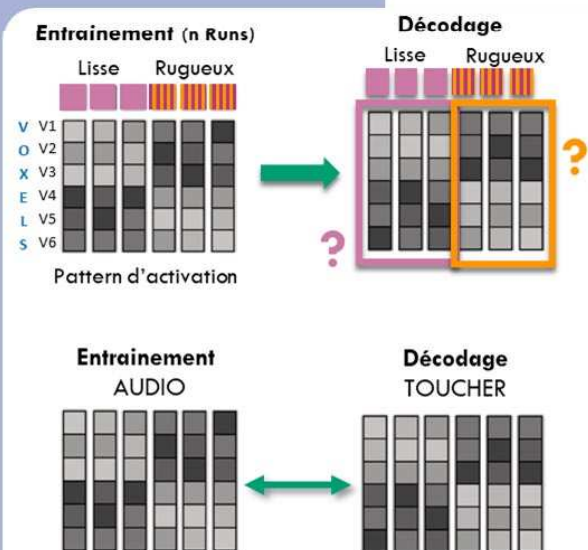 Entrainement (n Runs)
Lisse Rugueux
V V1
O V2
X V3
E V4
L V5
S V6
Pattern d'activation
Décodage
Lisse Rugueux
?
?
Entrainement
AUDIO
Décodage
TOUCHER